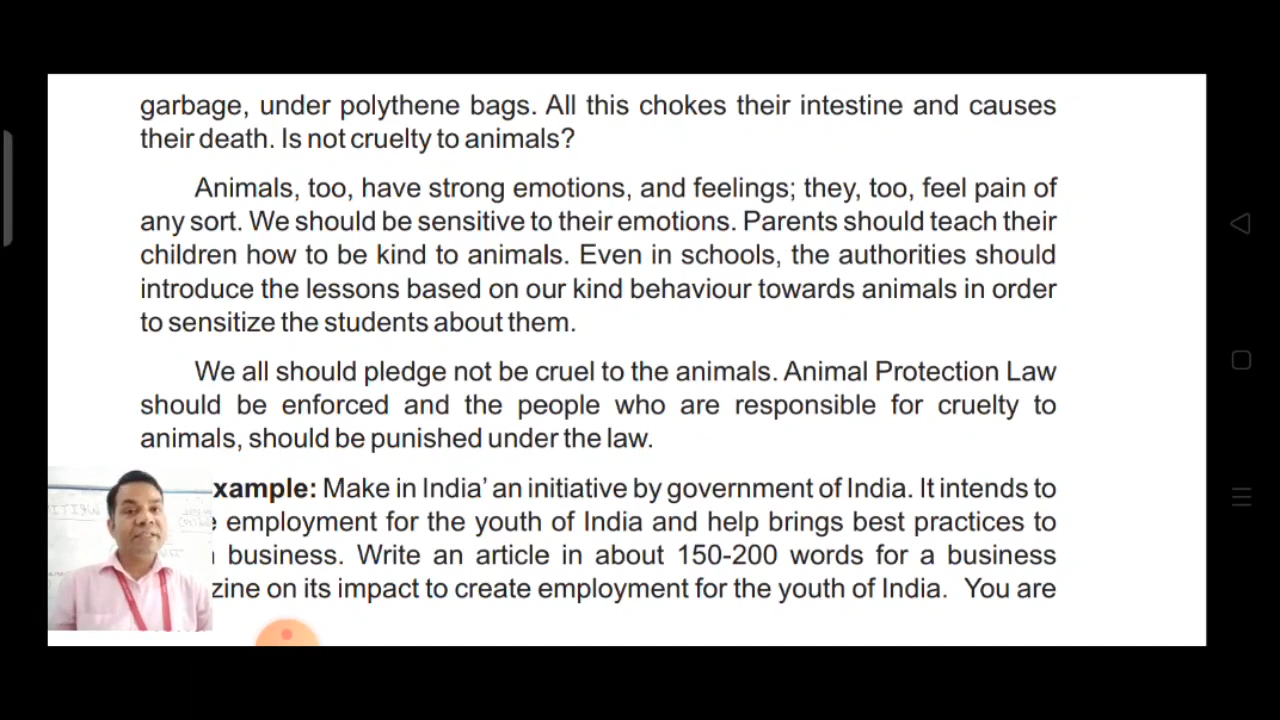 garbage, under polythene bags. All this chokes their intestine and causes
their death. Is not cruelty to animals?
Animals, too, have strong emotions, and feelings; they, too, feel pain of
any sort. We should be sensitive to their emotions. Parents should teach their
children how to be kind to animals. Even in schools, the authorities should
introduce the lessons based on our kind behaviour towards animals in order
to sensitize the students about them.
We all should pledge not be cruel to the animals. Animal Protection Law
should be enforced and the people who are responsible for cruelty to
animals, should be punished under the law.
xample: Make in India’ an initiative by government of India. It intends to
employment for the youth of India and help brings best practices to
business. Write an article in about 150-200 words for a business
zine on its impact to create employment for the youth of India. You are